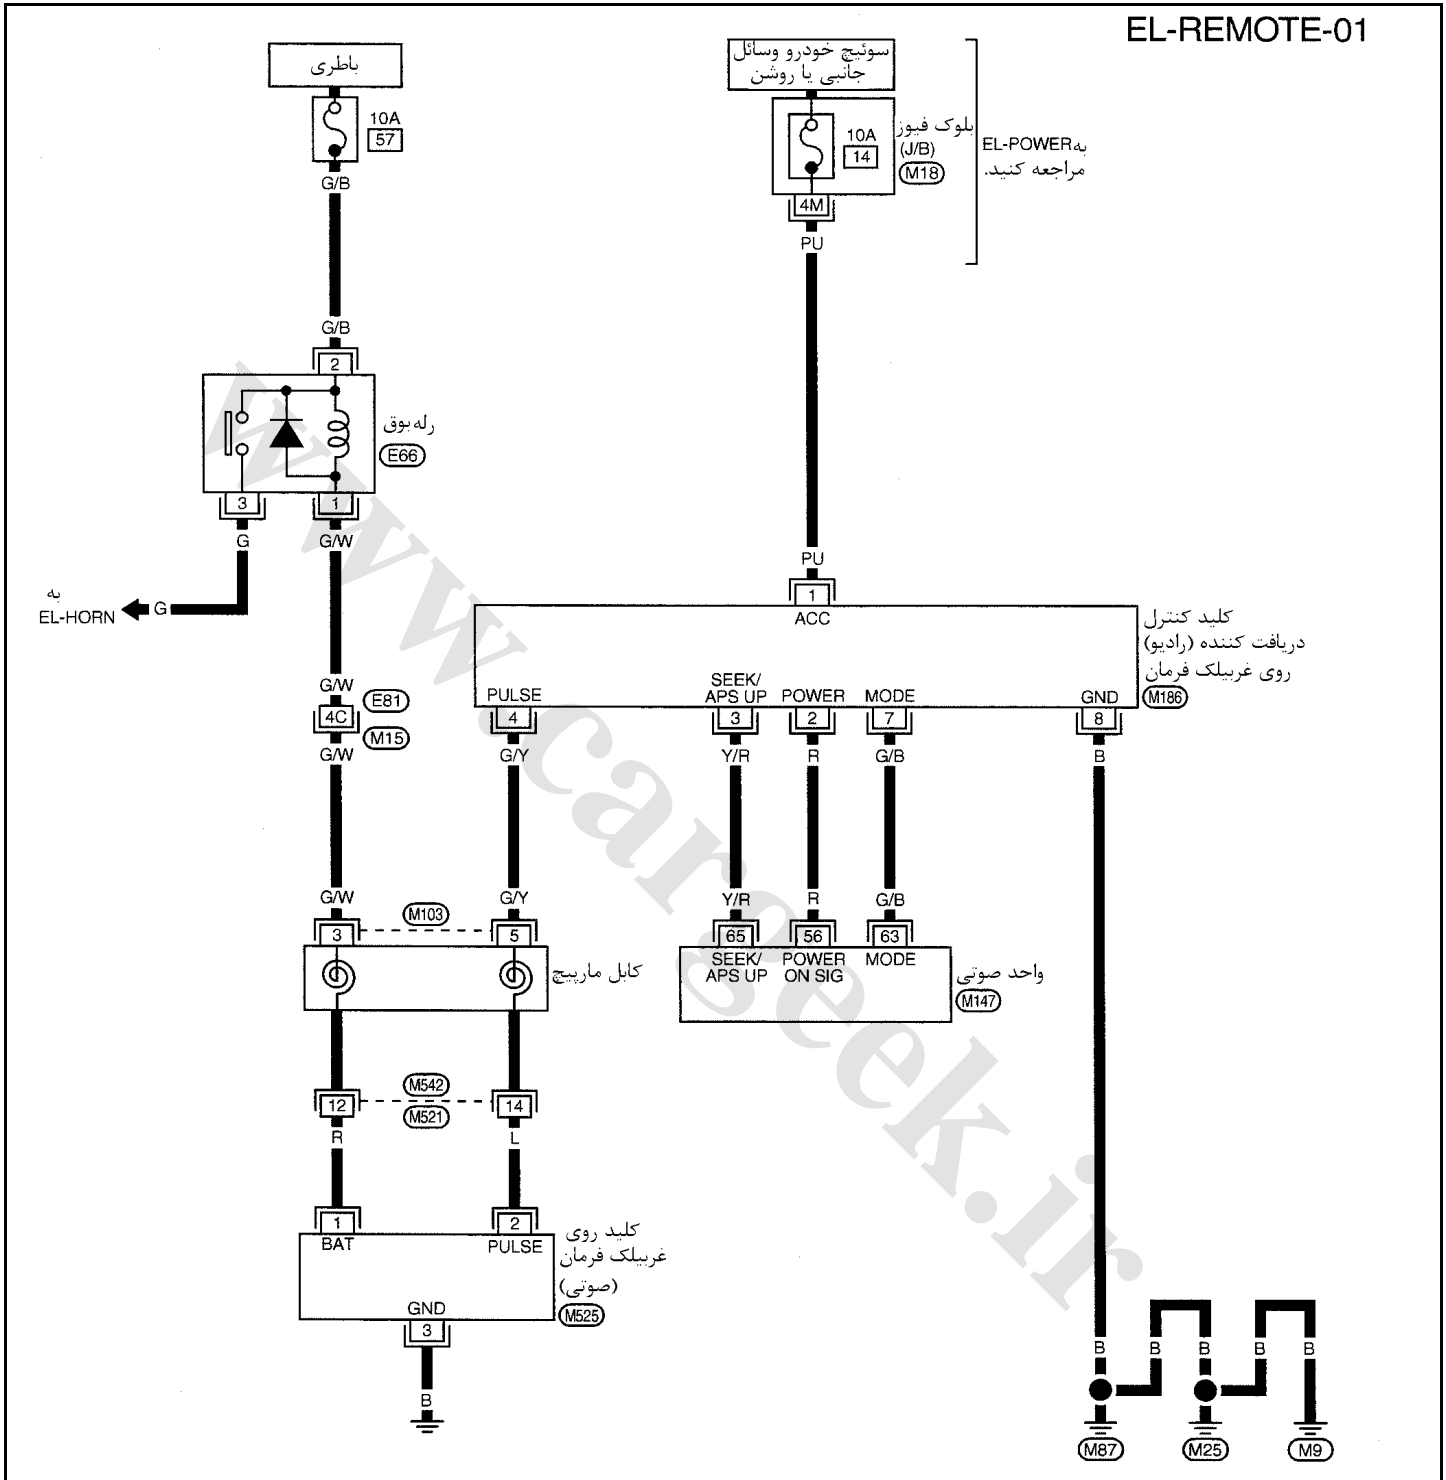 EL-REMOTE-01
باطری
10A
57
G/B
G/B
2
رله بوق
E66
3
1
G
G/W
به
EL-HORN
G
G/W
4C
E81
M15
G/W
G/W
3
M103
G/Y
5
کابل مارپیچ
12
M542
M521
14
R
L
1
BAT
2
PULSE
کلید روی
غربیلک فرمان
(صوتی)
M525
GND
3
B
سوئیچ خودرو وسائل
جانبی یا روشن
10A
14
بلوک فیوز
(J/B)
M18
به EL-POWER
مراجعه کنید.
4M
PU
PU
1
ACC
کلید کنترل
دریافت کننده (رادیو)
روی غربیلک فرمان
M186
PULSE
SEEK/
APS UP
POWER
MODE
GND
4
3
2
7
8
G/Y
Y/R
R
G/B
B
Y/R
R
G/B
65
56
63
SEEK/
APS UP
POWER
ON SIG
MODE
واحد صوتی
M147
B
B
B
B
B
M87
M25
M9
www.cargeek.ir